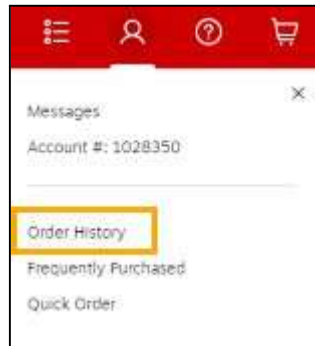 Messages
Account #: 1028350
Order History
Frequently Purchased
Quick Order